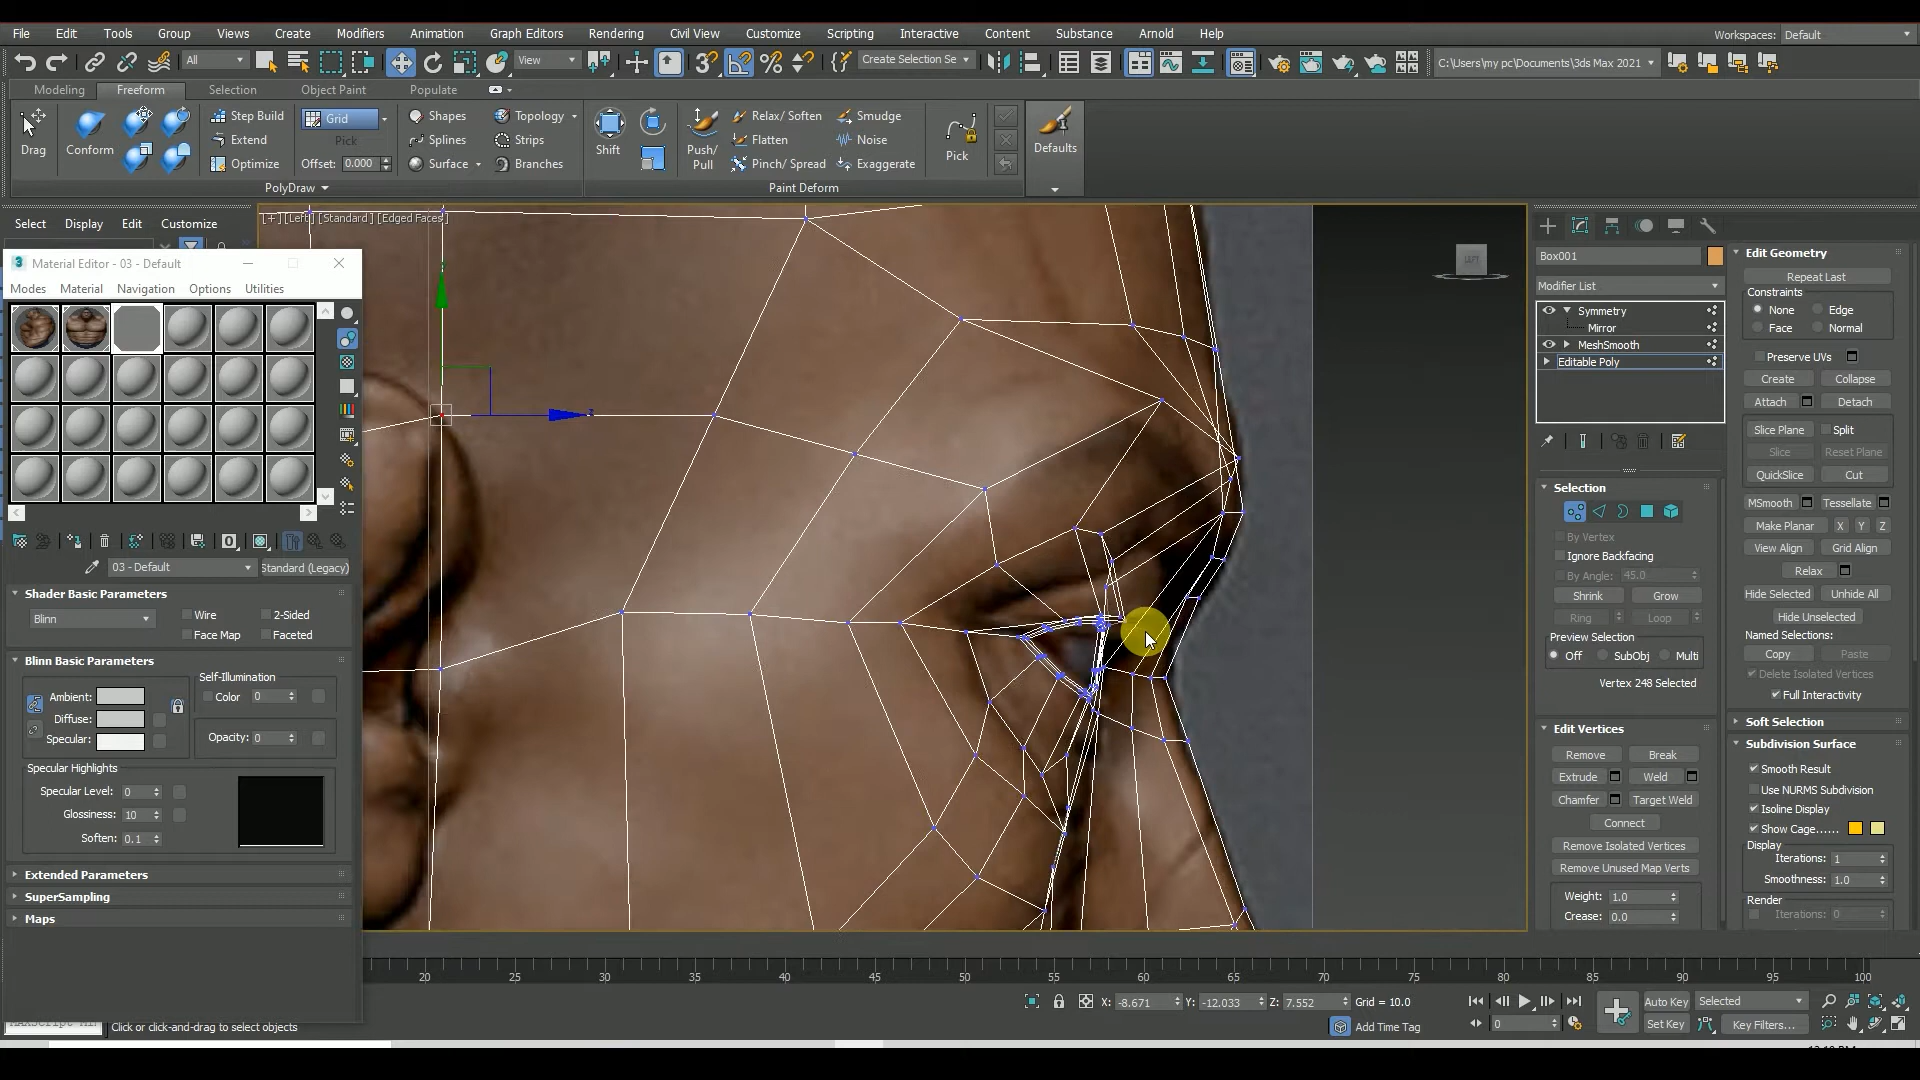 File Edit Tools Group Views Create Modifiers Animation Graph Editors Rendering Civil View Customize Scripting Interactive Content Substance Arnold Help Workspaces: Default
All View Create Selection Se C:\Users\my pc\Documents\3ds Max 2021
Modeling Freeform Selection Object Paint Populate
Step Build Grid Shapes Topology Relax/ Soften Smudge
Drag Conform Extend Pick Splines Strips Shift Push/ Pull Flatten Noise Pick Defaults
Optimize Offset: 0.000 Surface Branches Pinch/ Spread Exaggerate
PolyDraw Paint Deform
Select Display Edit Customize
[+] [Left] [Standard] [Edged Faces]
3 Material Editor - 03 - Default
Modes Material Navigation Options Utilities
0
03 - Default Standard (Legacy)
Shader Basic Parameters
Blinn Wire 2-Sided
Face Map Faceted
Blinn Basic Parameters
Self-Illumination
Ambient: Color 0
Diffuse:
Specular: Opacity: 0
Specular Highlights
Specular Level: 0
Glossiness: 10
Soften: 0.1
Extended Parameters
SuperSampling
Maps
z
LEFT
Box001
Modifier List
Symmetry
Mirror
MeshSmooth
Editable Poly
Selection
By Vertex
Ignore Backfacing
By Angle: 45.0
Shrink Grow
Ring Loop
Preview Selection
Off SubObj Multi
Vertex 248 Selected
Edit Vertices
Remove Break
Extrude Weld
Chamfer Target Weld
Connect
Remove Isolated Vertices
Remove Unused Map Verts
Weight: 1.0
Crease: 0.0
Edit Geometry
Repeat Last
Constraints
None Edge
Face Normal
Preserve UVs
Create Collapse
Attach Detach
Slice Plane Split
Slice Reset Plane
QuickSlice Cut
MSmooth Tessellate
Make Planar X Y Z
View Align Grid Align
Relax
Hide Selected Unhide All
Hide Unselected
Named Selections:
Copy Paste
Delete Isolated Vertices
Full Interactivity
Soft Selection
Subdivision Surface
Smooth Result
Use NURMS Subdivision
Isoline Display
Show Cage......
Display
Iterations: 1
Smoothness: 1.0
Render
Iterations: 0
20 25 30 35 40 45 50 55 60 65 70 75 80 85 90 95 100
X: -8.671 Y: -12.033 Z: 7.552 Grid = 10.0 Auto Key Selected
Click or click-and-drag to select objects Add Time Tag 0 Set Key Key Filters...